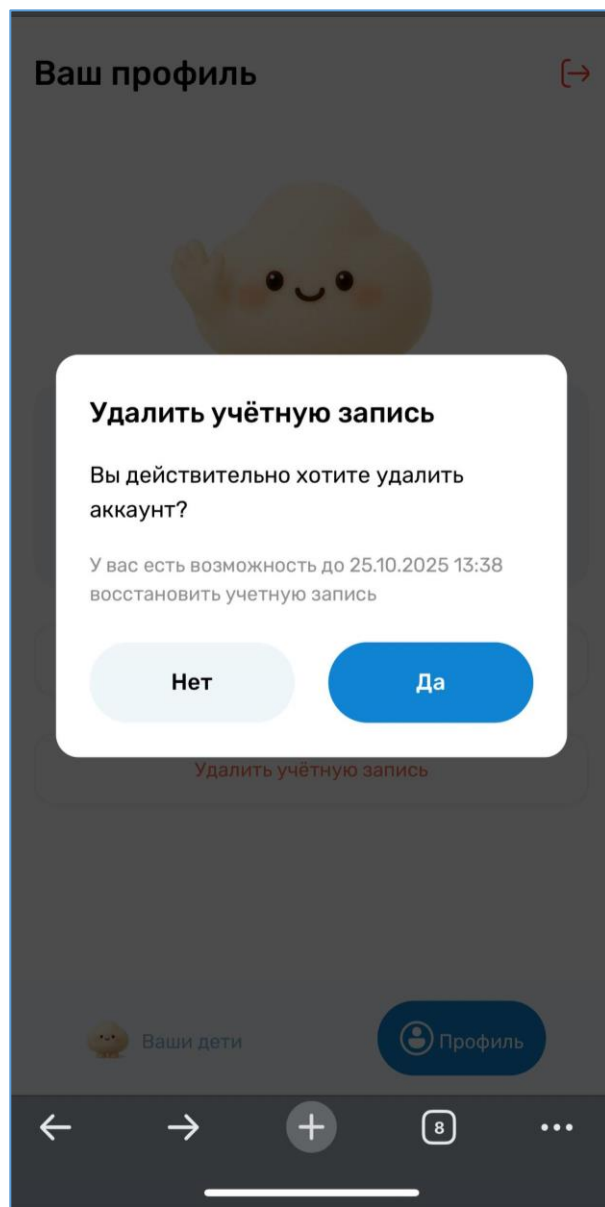 Ваш профиль
Удалить учётную запись
Вы действительно хотите удалить
аккаунт?
У вас есть возможность до 25.10.2025 13:38
восстановить учетную запись
Нет
Да
Удалить учётную запись
Ваши дети
Профиль
8